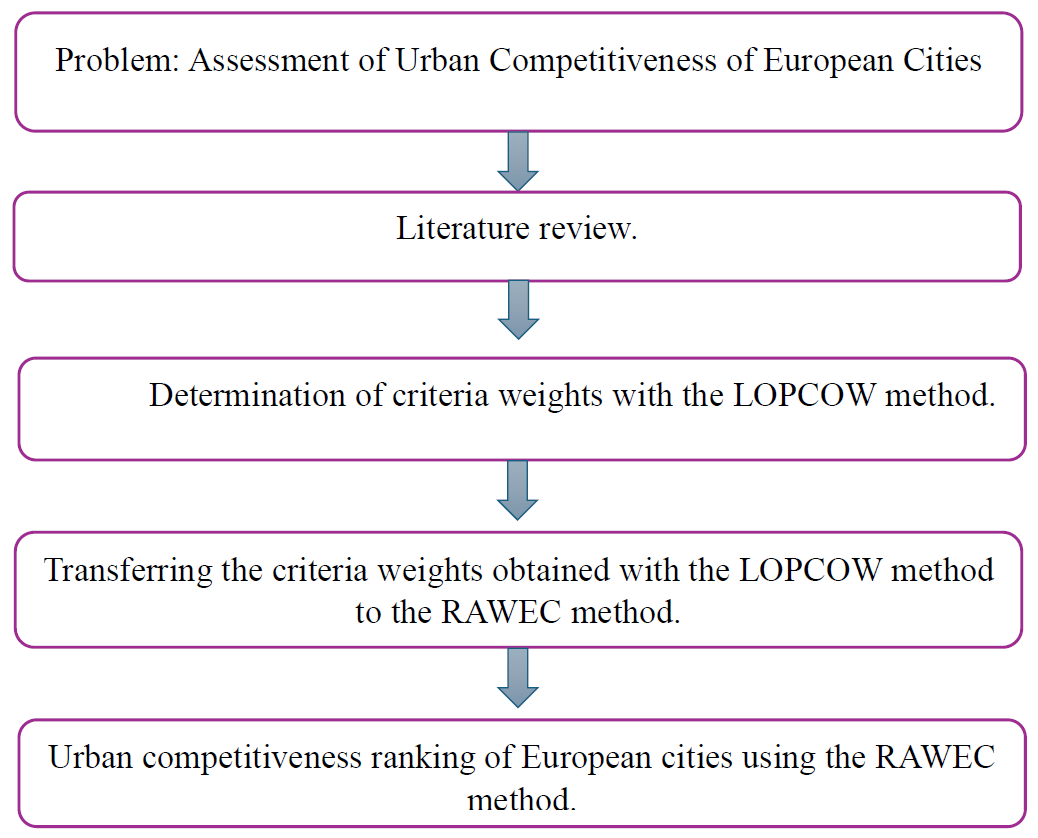 Problem: Assessment of Urban Competitiveness of European Cities
Literature review.
Determination of criteria weights with the LOPCOW method.
Transferring the criteria weights obtained with the LOPCOW method
to the RAWEC method.
Urban competitiveness ranking of European cities using the RAWEC
method.